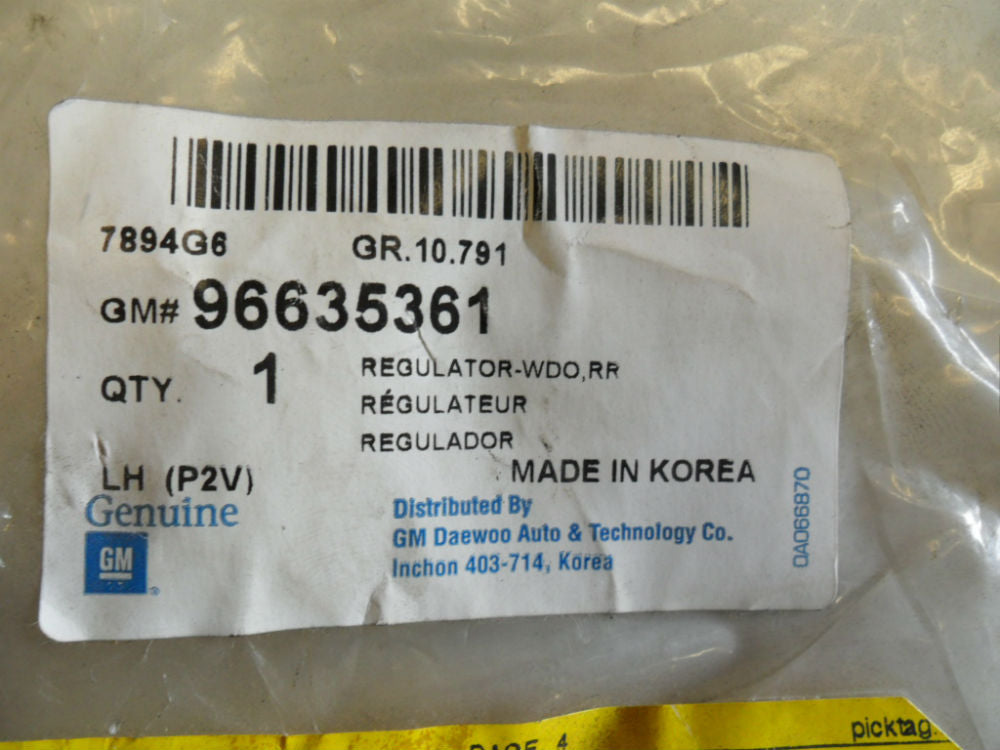 7894G6 GR.10.791
GM# 96635361
QTY. 1
REGULATOR-WDO,RR
RÉGULATEUR
REGULADOR
LH (P2V) MADE IN KOREA
Genuine
GM
Distributed By
GM Daewoo Auto & Technology Co.
Inchon 403-714, Korea
0A066870
picktag
PAGE 4